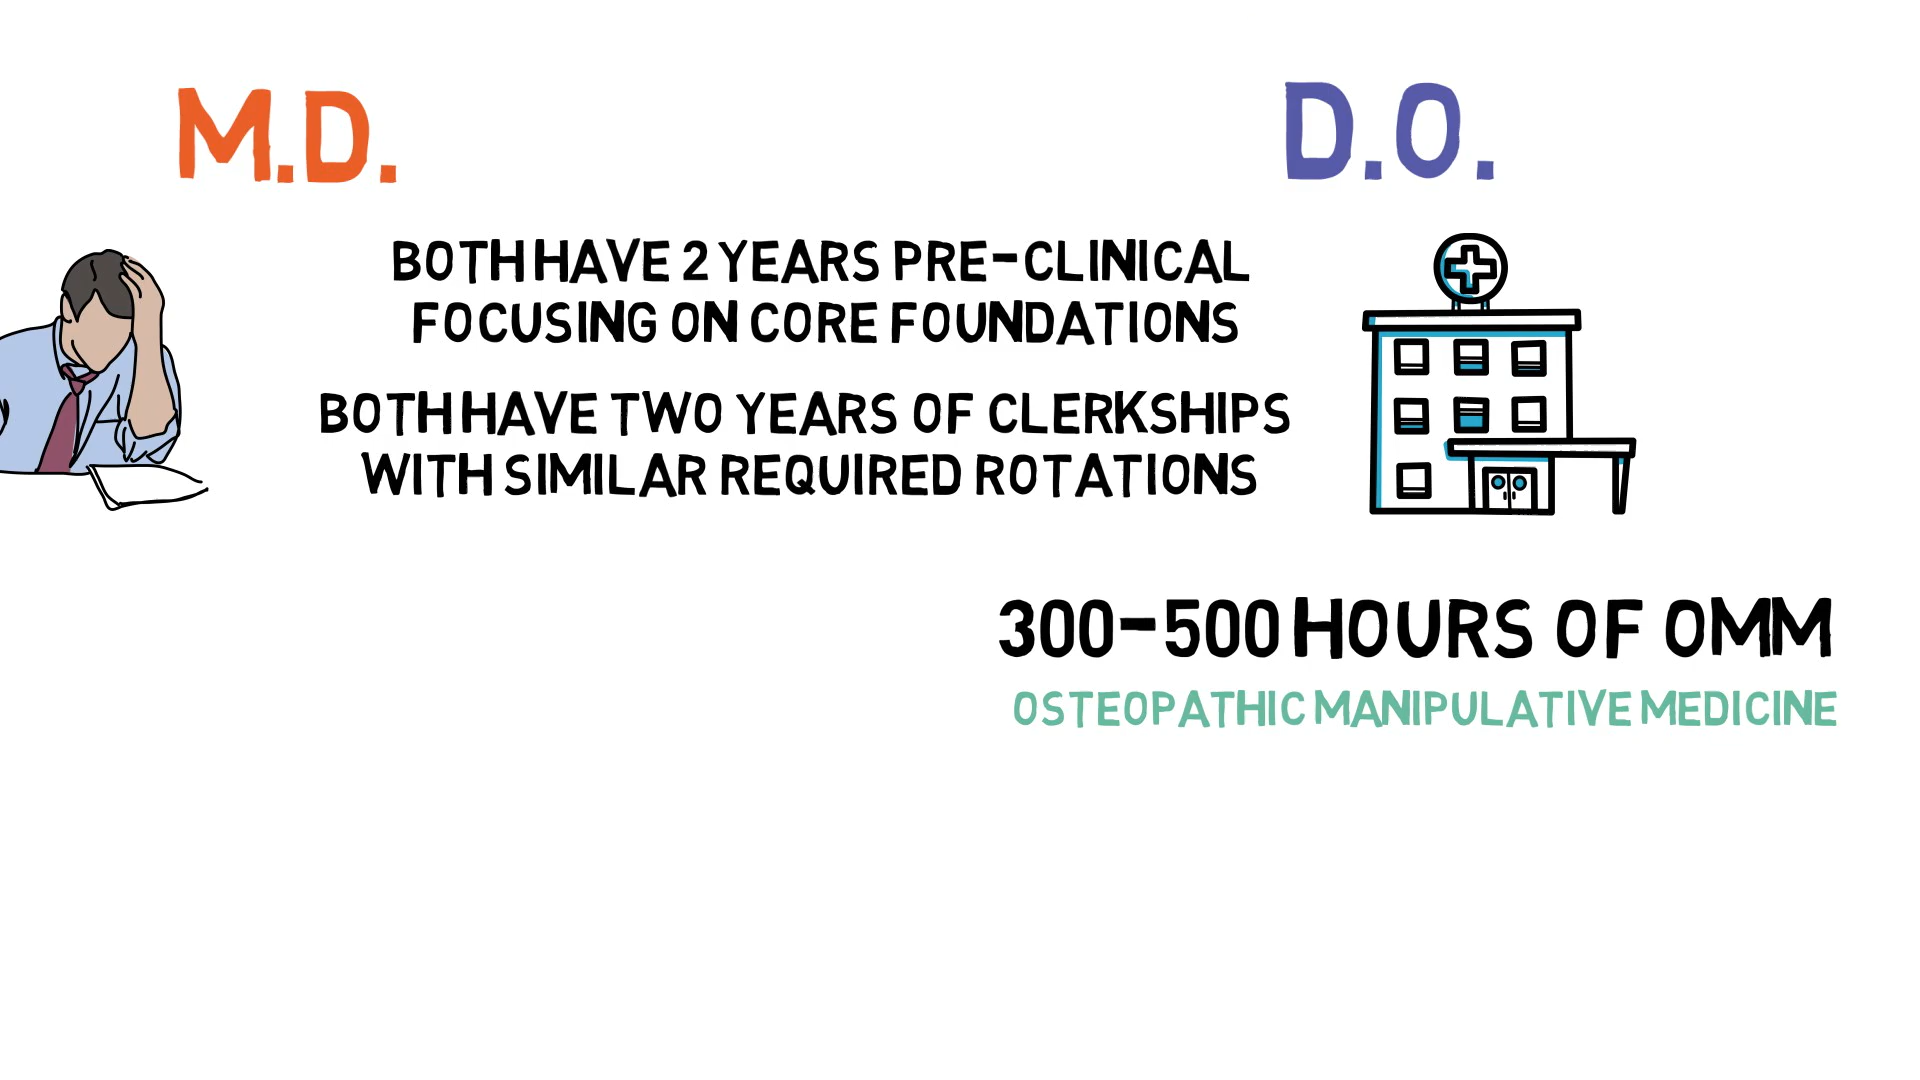 M.D.
D.O.
BOTH HAVE 2 YEARS PRE-CLINICAL
FOCUSING ON CORE FOUNDATIONS
BOTH HAVE TWO YEARS OF CLERKSHIPS
WITH SIMILAR REQUIRED ROTATIONS
300-500 HOURS OF OMM
OSTEOPATHIC MANIPULATIVE MEDICINE